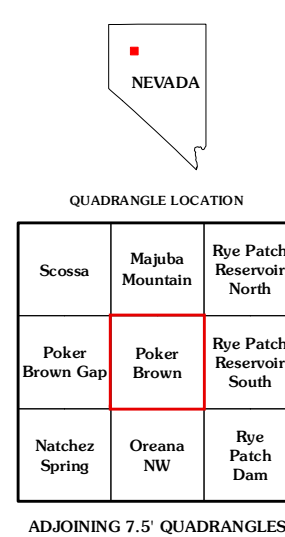 NEVADA
QUADRANGLE LOCATION
Scossa
Majuba
Mountain
Rye Patch
Reservoir
North
Poker
Brown Gap
Poker
Brown
Rye Patch
Reservoir
South
Natchez
Spring
Oreana
NW
Rye
Patch
Dam
ADJOINING 7.5' QUADRANGLES